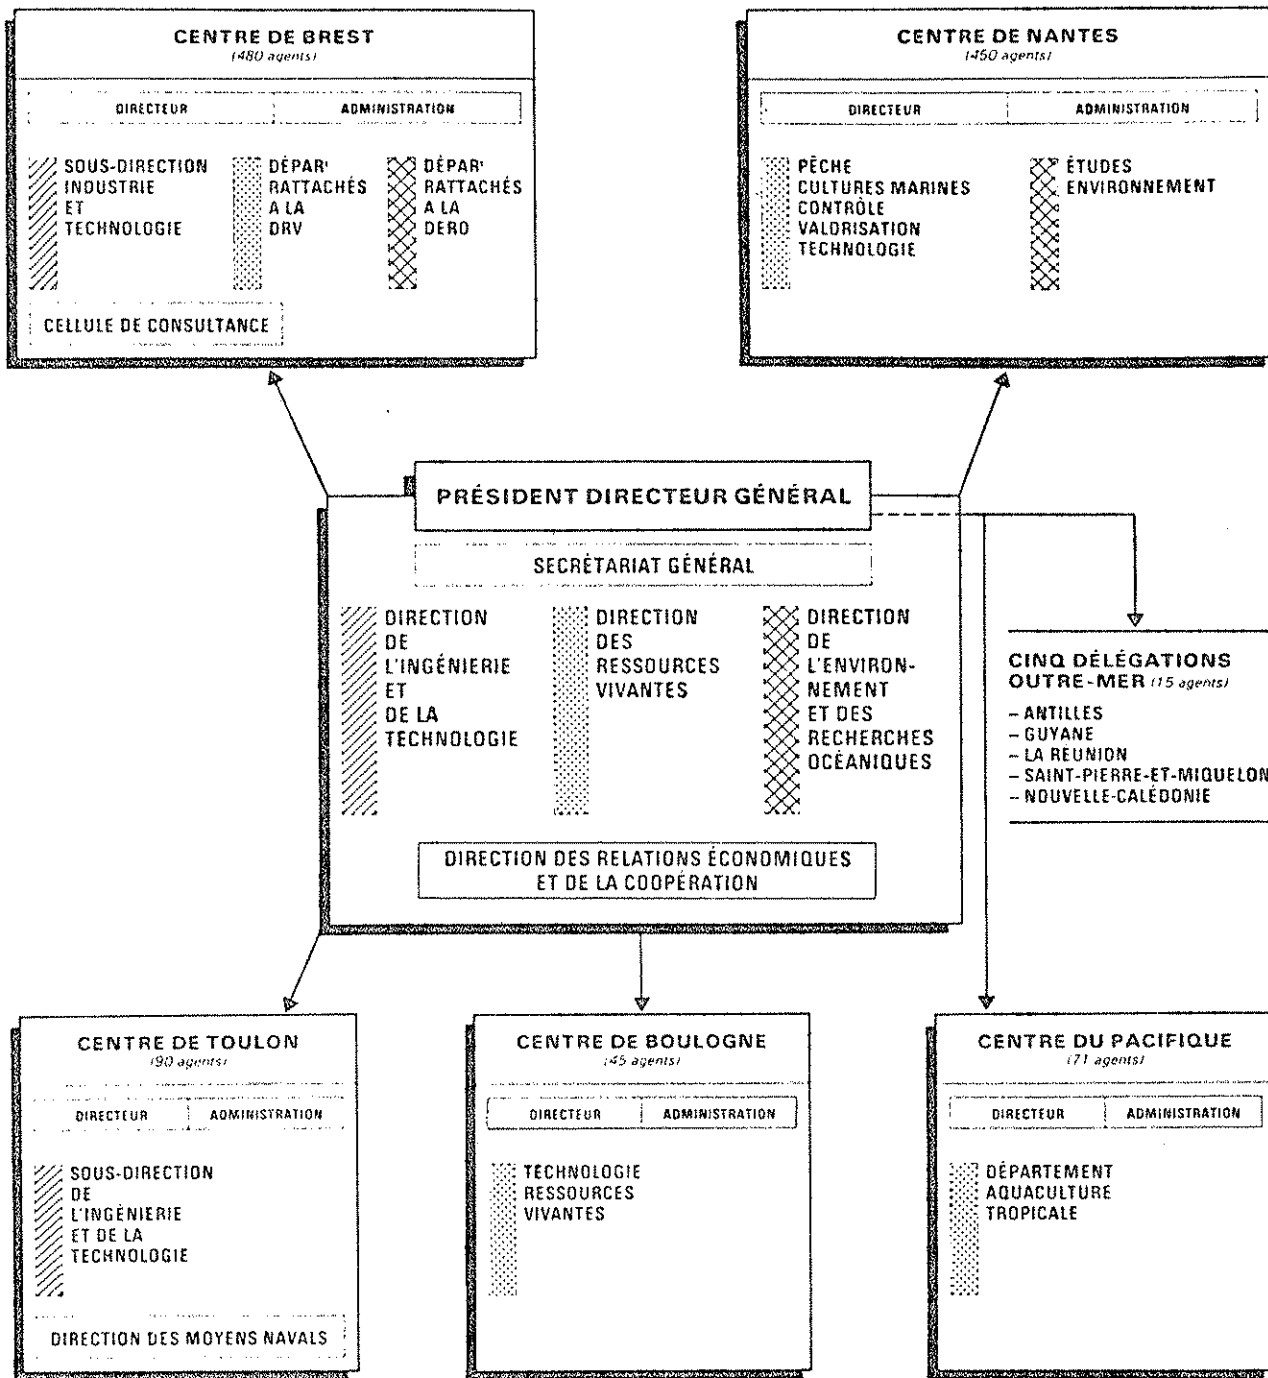 CENTRE DE BREST
(480 agents)
DIRECTEUR
ADMINISTRATION
SOUS-DIRECTION
INDUSTRIE
ET
TECHNOLOGIE
DÉPARᵗ
RATTACHÉS
A LA
DRV
DÉPARᵗ
RATTACHÉS
A LA
DERO
CELLULE DE CONSULTANCE
CENTRE DE NANTES
(450 agents)
DIRECTEUR
ADMINISTRATION
PÊCHE
CULTURES MARINES
CONTRÔLE
VALORISATION
TECHNOLOGIE
ÉTUDES
ENVIRONNEMENT
PRÉSIDENT DIRECTEUR GÉNÉRAL
SECRÉTARIAT GÉNÉRAL
DIRECTION
DE
L'INGÉNIERIE
ET
DE LA
TECHNOLOGIE
DIRECTION
DES
RESSOURCES
VIVANTES
DIRECTION
DE
L'ENVIRON-
NEMENT
ET DES
RECHERCHES
OCÉANIQUES
DIRECTION DES RELATIONS ÉCONOMIQUES
ET DE LA COOPÉRATION
CINQ DÉLÉGATIONS
OUTRE-MER (15 agents)
– ANTILLES
– GUYANE
– LA RÉUNION
– SAINT-PIERRE-ET-MIQUELON
– NOUVELLE-CALÉDONIE
CENTRE DE TOULON
(90 agents)
DIRECTEUR
ADMINISTRATION
SOUS-DIRECTION
DE
L'INGÉNIERIE
ET DE LA
TECHNOLOGIE
DIRECTION DES MOYENS NAVALS
CENTRE DE BOULOGNE
(45 agents)
DIRECTEUR
ADMINISTRATION
TECHNOLOGIE
RESSOURCES
VIVANTES
CENTRE DU PACIFIQUE
(71 agents)
DIRECTEUR
ADMINISTRATION
DÉPARTEMENT
AQUACULTURE
TROPICALE